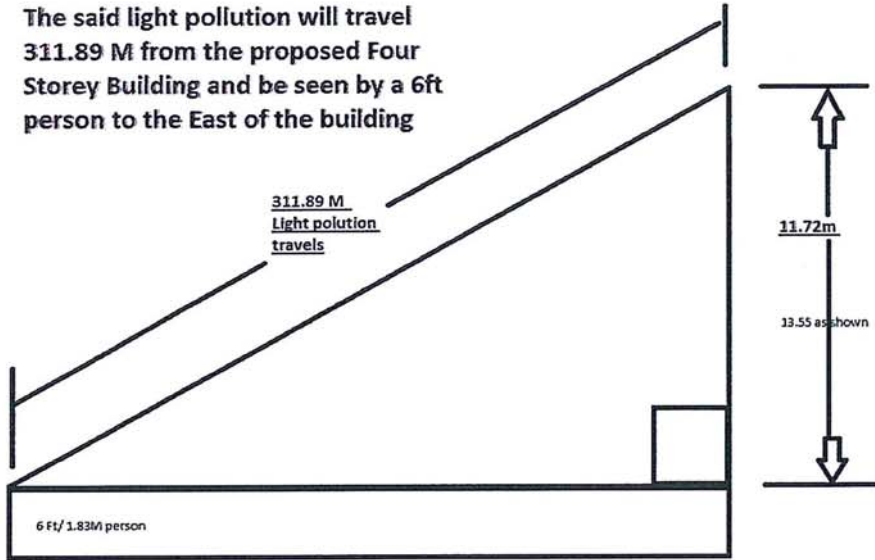 The said light pollution will travel
311.89 M from the proposed Four
Storey Building and be seen by a 6ft
person to the East of the building
311.89 M
Light polution
travels
11.72m
13.55 as shown
6 Ft/ 1.83M person